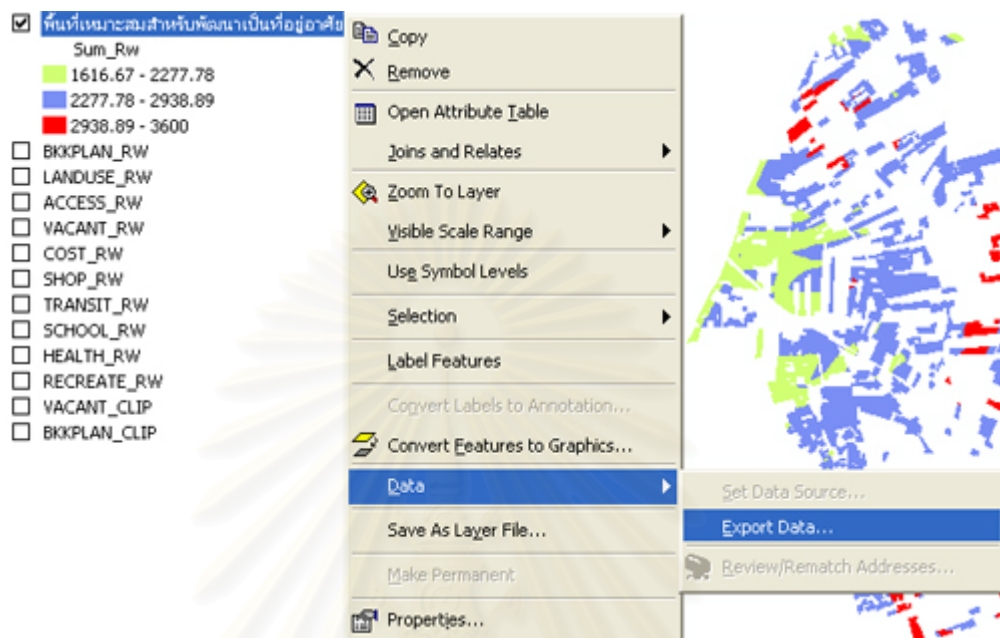 พื้นที่เหมาะสมสำหรับพัฒนาเป็นที่อยู่อาศัย
Sum_Rw
1616.67 - 2277.78
2277.78 - 2938.89
2938.89 - 3600
BKKPLAN_RW
LANDUSE_RW
ACCESS_RW
VACANT_RW
COST_RW
SHOP_RW
TRANSIT_RW
SCHOOL_RW
HEALTH_RW
RECREATE_RW
VACANT_CLIP
BKKPLAN_CLIP
Copy
Remove
Open Attribute Table
Joins and Relates
Zoom To Layer
Visible Scale Range
Use Symbol Levels
Selection
Label Features
Convert Labels to Annotation...
Convert Features to Graphics...
Data
Save As Layer File...
Make Permanent
Properties...
Set Data Source...
Export Data...
Review/Rematch Addresses...